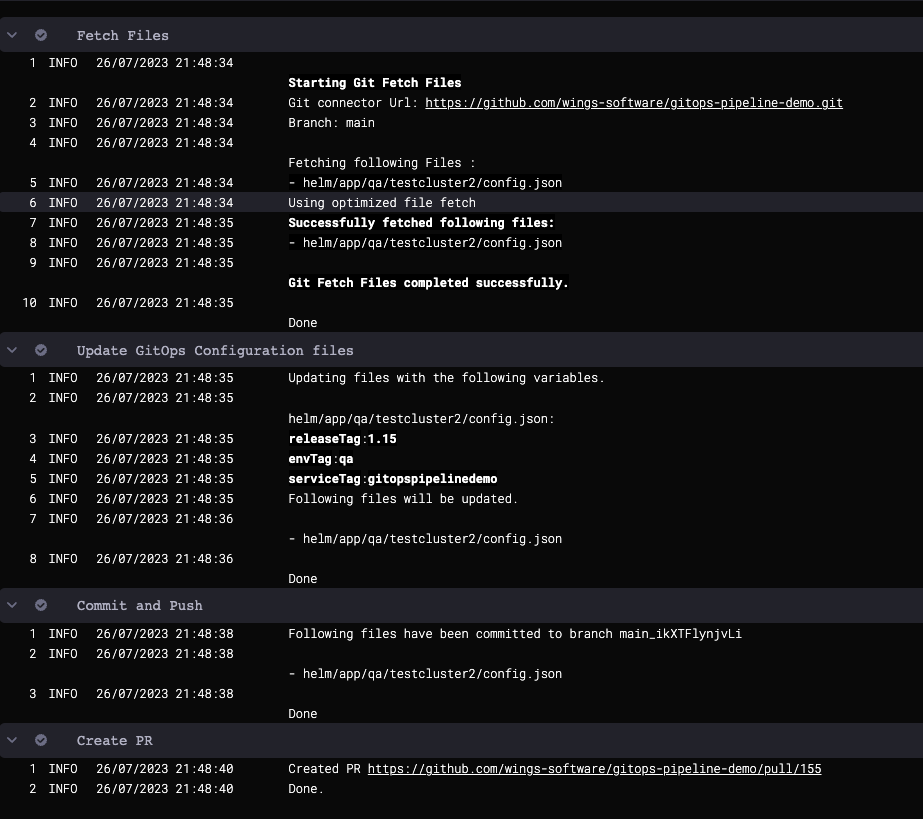 Fetch Files
1 INFO 26/07/2023 21:48:34
Starting Git Fetch Files
2 INFO 26/07/2023 21:48:34 Git connector Url: https://github.com/wings-software/gitops-pipeline-demo.git
3 INFO 26/07/2023 21:48:34 Branch: main
4 INFO 26/07/2023 21:48:34
Fetching following Files :
5 INFO 26/07/2023 21:48:34 - helm/app/qa/testcluster2/config.json
6 INFO 26/07/2023 21:48:34 Using optimized file fetch
7 INFO 26/07/2023 21:48:35 Successfully fetched following files:
8 INFO 26/07/2023 21:48:35 - helm/app/qa/testcluster2/config.json
9 INFO 26/07/2023 21:48:35
Git Fetch Files completed successfully.
10 INFO 26/07/2023 21:48:35
Done
Update GitOps Configuration files
1 INFO 26/07/2023 21:48:35 Updating files with the following variables.
2 INFO 26/07/2023 21:48:35
helm/app/qa/testcluster2/config.json:
3 INFO 26/07/2023 21:48:35 releaseTag:1.15
4 INFO 26/07/2023 21:48:35 envTag:qa
5 INFO 26/07/2023 21:48:35 serviceTag:gitopspipelinedemo
6 INFO 26/07/2023 21:48:35 Following files will be updated.
7 INFO 26/07/2023 21:48:36
- helm/app/qa/testcluster2/config.json
8 INFO 26/07/2023 21:48:36
Done
Commit and Push
1 INFO 26/07/2023 21:48:38 Following files have been committed to branch main_ikXTFlynjvLi
2 INFO 26/07/2023 21:48:38
- helm/app/qa/testcluster2/config.json
3 INFO 26/07/2023 21:48:38
Done
Create PR
1 INFO 26/07/2023 21:48:40 Created PR https://github.com/wings-software/gitops-pipeline-demo/pull/155
2 INFO 26/07/2023 21:48:40 Done.